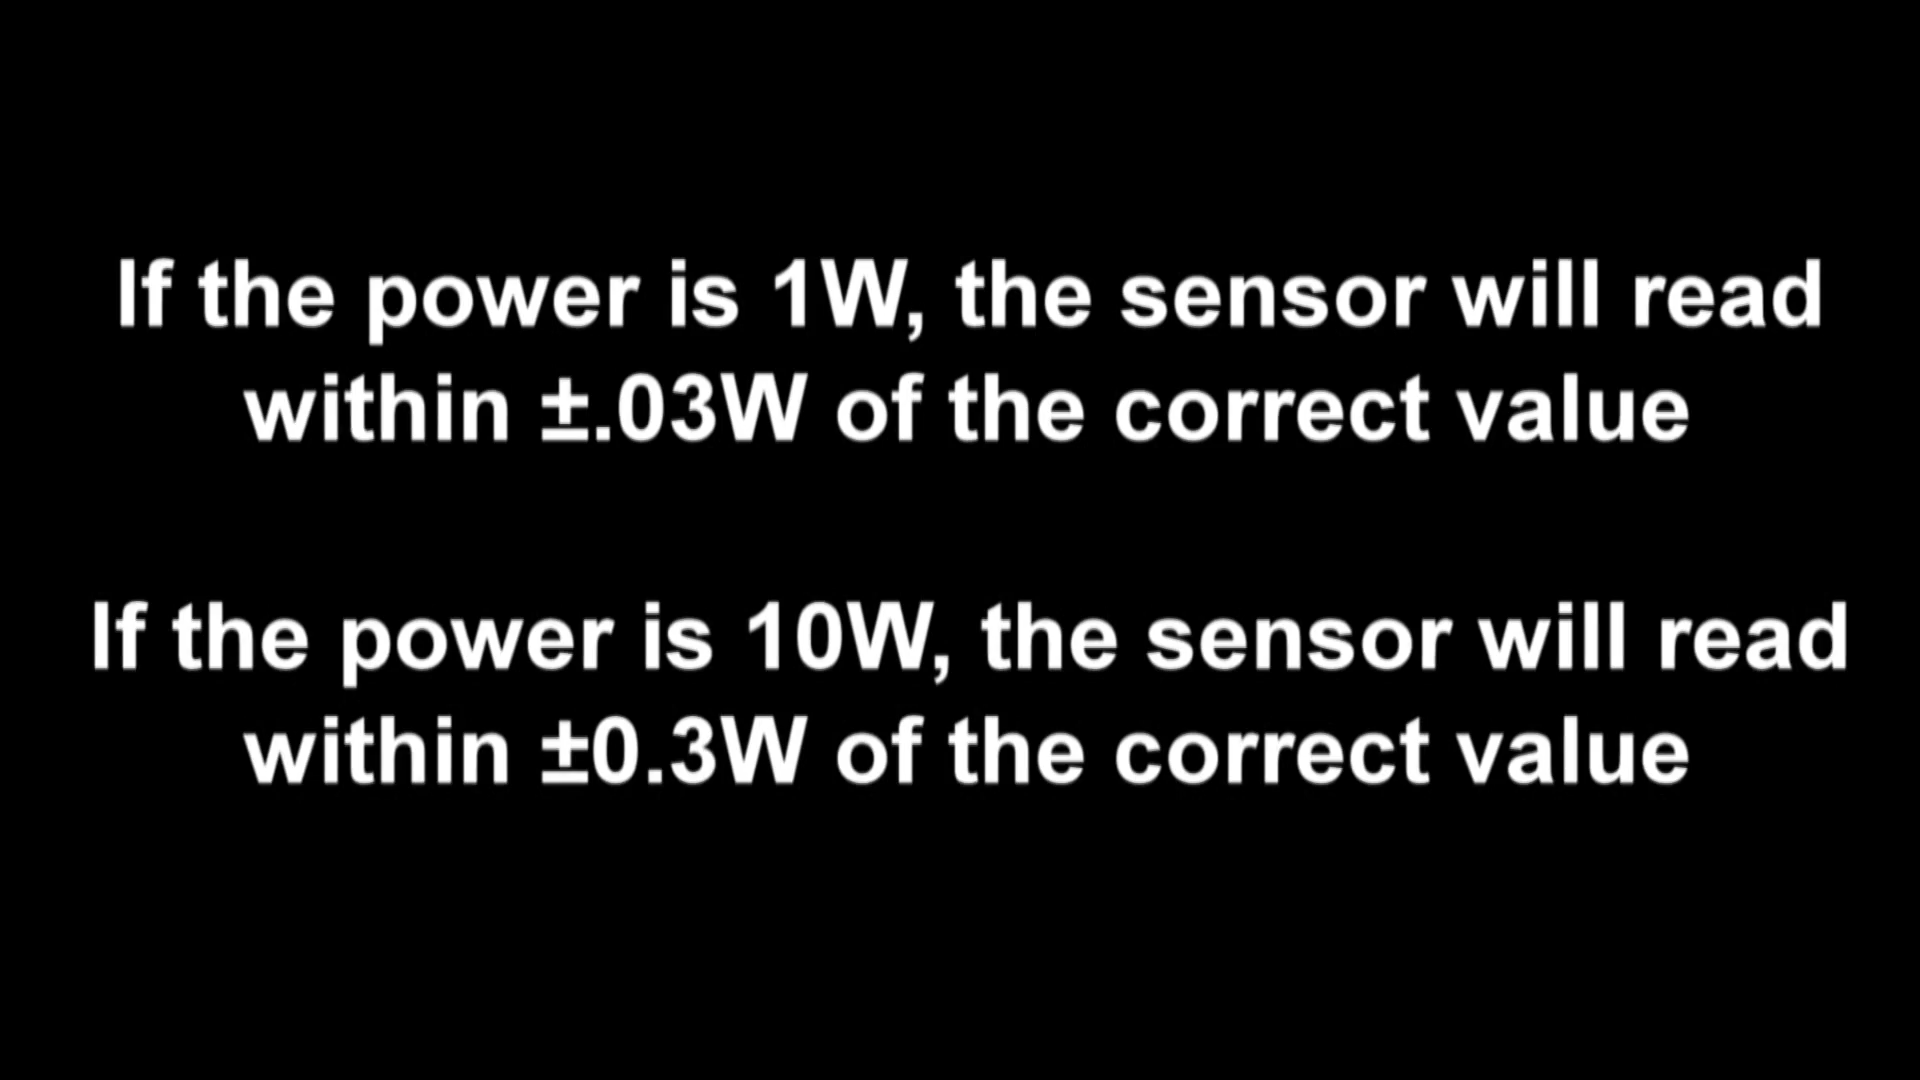 If the power is 1W, the sensor will read
within ±.03W of the correct value
If the power is 10W, the sensor will read
within ±0.3W of the correct value